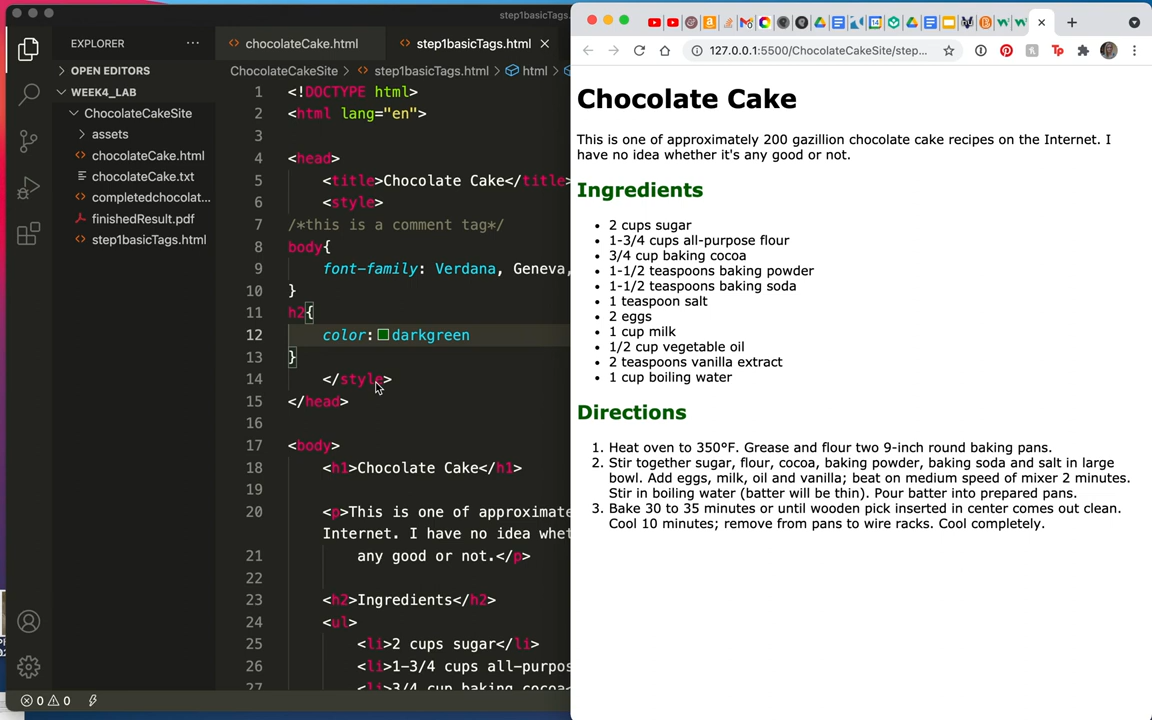 step1basicTags.
EXPLORER
chocolateCake.html
step1basicTags.html
OPEN EDITORS
WEEK4_LAB
ChocolateCakeSite
assets
chocolateCake.html
chocolateCake.txt
completedchocolat...
finishedResult.pdf
step1basicTags.html
ChocolateCakeSite > step1basicTags.html > html >
1 <!DOCTYPE html>
2 <html lang="en">
3
4 <head>
5 <title>Chocolate Cake</title>
6 <style>
7 /*this is a comment tag*/
8 body{
9 font-family: Verdana, Geneva,
10 }
11 h2{
12 color: darkgreen
13 }
14 </style>
15 </head>
16
17 <body>
18 <h1>Chocolate Cake</h1>
19
20 <p>This is one of approximate
Internet. I have no idea whet
21 any good or not.</p>
22
23 <h2>Ingredients</h2>
24 <ul>
25 <li>2 cups sugar</li>
26 <li>1-3/4 cups all-purpos
27 <li>3/4 cup baking cocoa<
0 0
127.0.0.1:5500/ChocolateCakeSite/step...
Chocolate Cake
This is one of approximately 200 gazillion chocolate cake recipes on the Internet. I
have no idea whether it's any good or not.
Ingredients
• 2 cups sugar
• 1-3/4 cups all-purpose flour
• 3/4 cup baking cocoa
• 1-1/2 teaspoons baking powder
• 1-1/2 teaspoons baking soda
• 1 teaspoon salt
• 2 eggs
• 1 cup milk
• 1/2 cup vegetable oil
• 2 teaspoons vanilla extract
• 1 cup boiling water
Directions
1. Heat oven to 350°F. Grease and flour two 9-inch round baking pans.
2. Stir together sugar, flour, cocoa, baking powder, baking soda and salt in large
bowl. Add eggs, milk, oil and vanilla; beat on medium speed of mixer 2 minutes.
Stir in boiling water (batter will be thin). Pour batter into prepared pans.
3. Bake 30 to 35 minutes or until wooden pick inserted in center comes out clean.
Cool 10 minutes; remove from pans to wire racks. Cool completely.